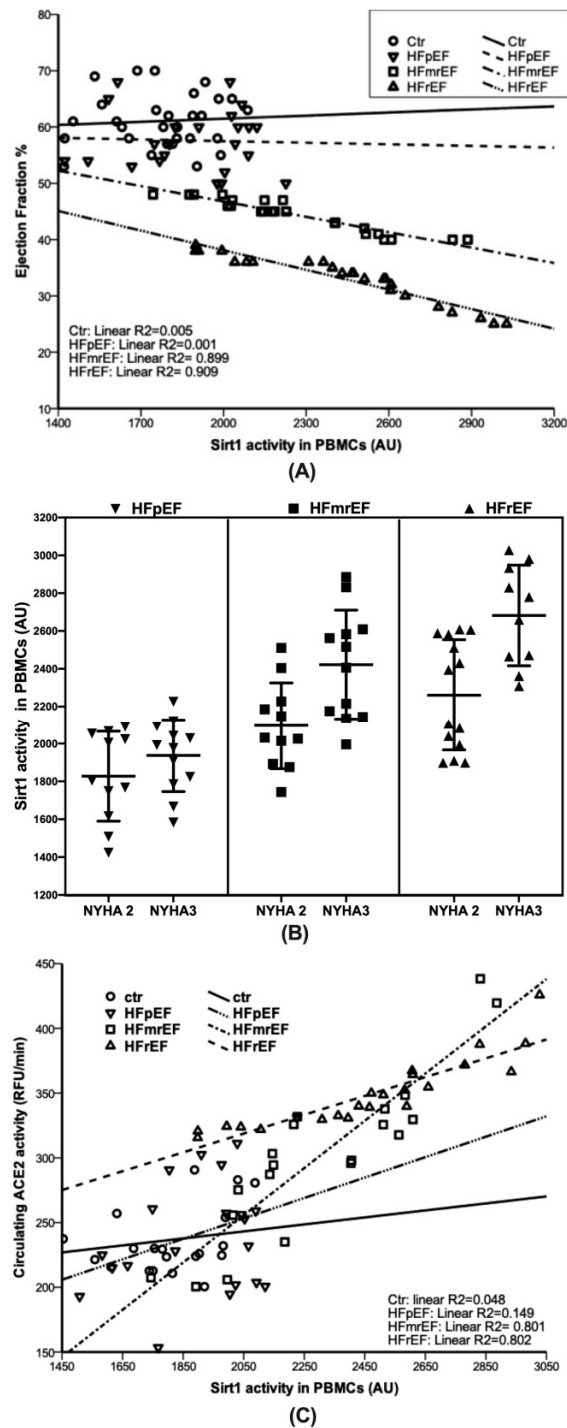 Ctr Ctr
HFpEF HFpEF
HFmrEF HFmrEF
HFrEF HFrEF
80
70
60
50
40
30
20
10
Ejection Fraction %
Ctr: Linear R2=0.005
HFpEF: Linear R2=0.001
HFmrEF: Linear R2= 0.899
HFrEF: Linear R2= 0.909
1400 1700 2000 2300 2600 2900 3200
Sirt1 activity in PBMCs (AU)
(A)
HFpEF HFmrEF HFrEF
3200
3000
2800
2600
2400
2200
2000
1800
1600
1400
1200
Sirt1 activity in PBMCs (AU)
NYHA 2 NYHA3 NYHA 2 NYHA3 NYHA 2 NYHA3
(B)
450
400
350
300
250
200
150
Circulating ACE2 activity (RFU/min)
ctr ctr
HFpEF HFpEF
HFmrEF HFmrEF
HFrEF HFrEF
Ctr: linear R2=0.048
HFpEF: Linear R2=0.149
HFmrEF: Linear R2= 0.801
HFrEF: Linear R2=0.802
1450 1650 1850 2050 2250 2450 2650 2850 3050
Sirt1 activity in PBMCs (AU)
(C)